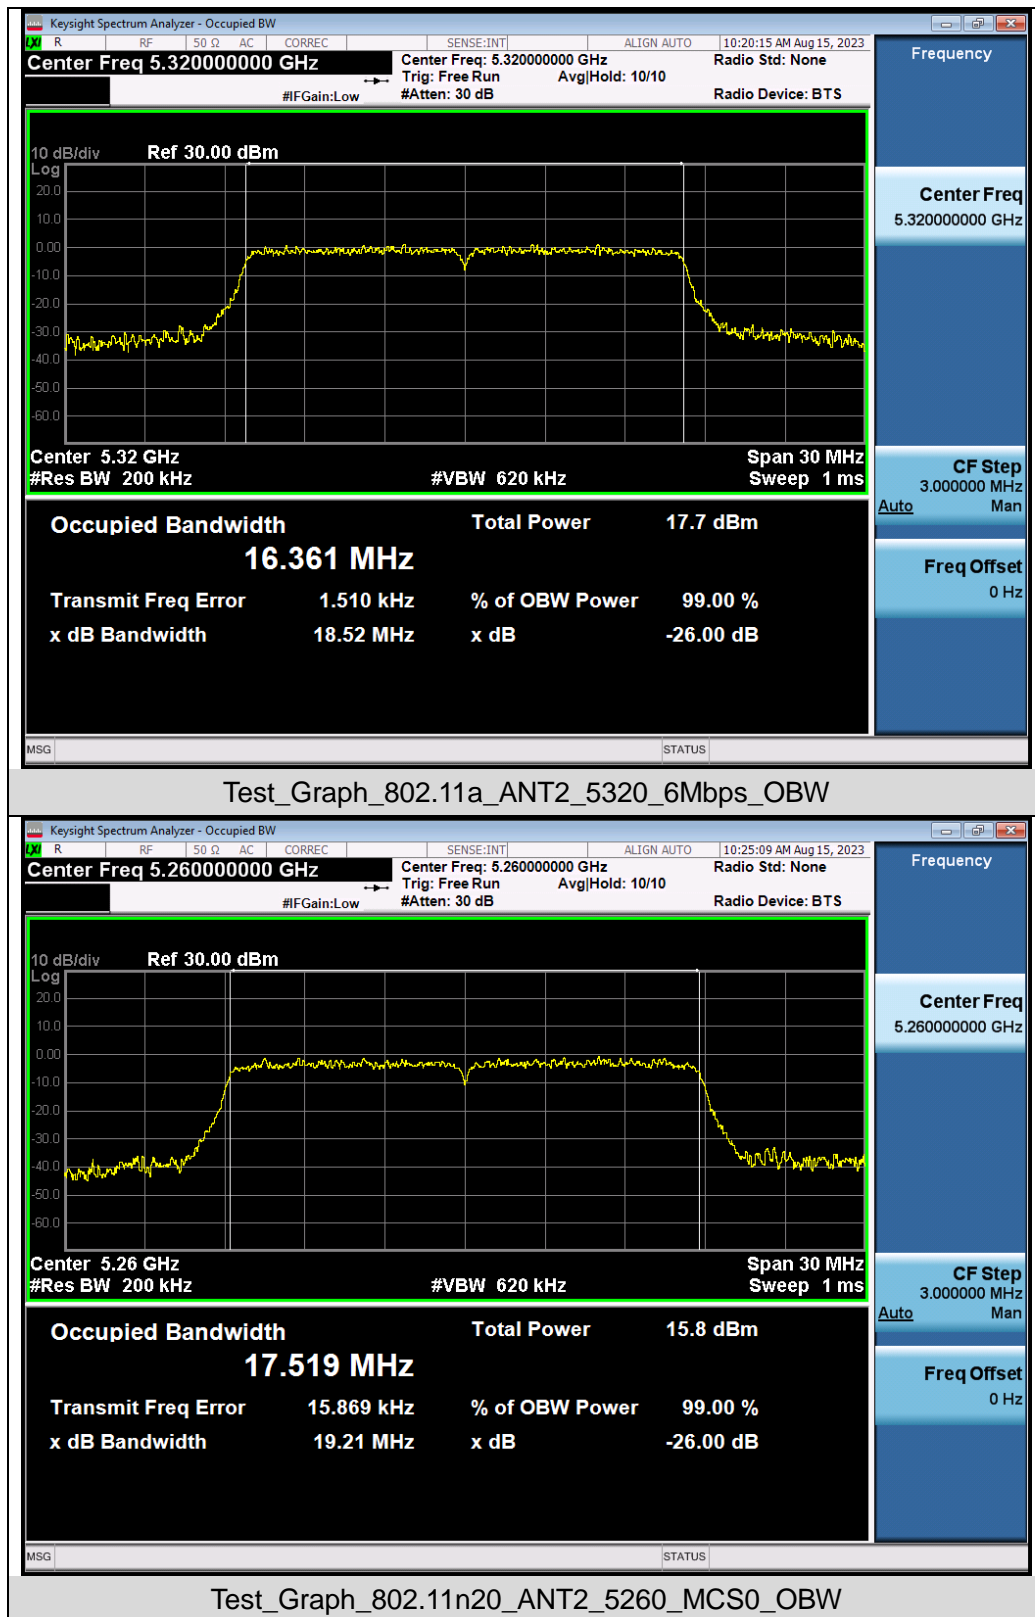 Keysight Spectrum Analyzer - Occupied BW
LXI R RF 50 Ω AC CORREC SENSE:INT ALIGN AUTO 10:20:15 AM Aug 15, 2023
Center Freq 5.320000000 GHz
Center Freq: 5.320000000 GHz
Radio Std: None
Trig: Free Run Avg|Hold: 10/10
#IFGain:Low
#Atten: 30 dB
Radio Device: BTS
Frequency
10 dB/div Ref 30.00 dBm
Log
20.0
10.0
0.00
-10.0
-20.0
-30.0
-40.0
-50.0
-60.0
Center Freq
5.320000000 GHz
Center 5.32 GHz
Span 30 MHz
#Res BW 200 kHz
#VBW 620 kHz
Sweep 1 ms
CF Step
3.000000 MHz
Auto Man
Occupied Bandwidth
Total Power 17.7 dBm
16.361 MHz
Freq Offset
0 Hz
Transmit Freq Error 1.510 kHz
% of OBW Power 99.00 %
x dB Bandwidth 18.52 MHz
x dB -26.00 dB
MSG
STATUS
Test_Graph_802.11a_ANT2_5320_6Mbps_OBW
Keysight Spectrum Analyzer - Occupied BW
LXI R RF 50 Ω AC CORREC SENSE:INT ALIGN AUTO 10:25:09 AM Aug 15, 2023
Center Freq 5.260000000 GHz
Center Freq: 5.260000000 GHz
Radio Std: None
Trig: Free Run Avg|Hold: 10/10
#IFGain:Low
#Atten: 30 dB
Radio Device: BTS
Frequency
10 dB/div Ref 30.00 dBm
Log
20.0
10.0
0.00
-10.0
-20.0
-30.0
-40.0
-50.0
-60.0
Center Freq
5.260000000 GHz
Center 5.26 GHz
Span 30 MHz
#Res BW 200 kHz
#VBW 620 kHz
Sweep 1 ms
CF Step
3.000000 MHz
Auto Man
Occupied Bandwidth
Total Power 15.8 dBm
17.519 MHz
Freq Offset
0 Hz
Transmit Freq Error 15.869 kHz
% of OBW Power 99.00 %
x dB Bandwidth 19.21 MHz
x dB -26.00 dB
MSG
STATUS
Test_Graph_802.11n20_ANT2_5260_MCS0_OBW